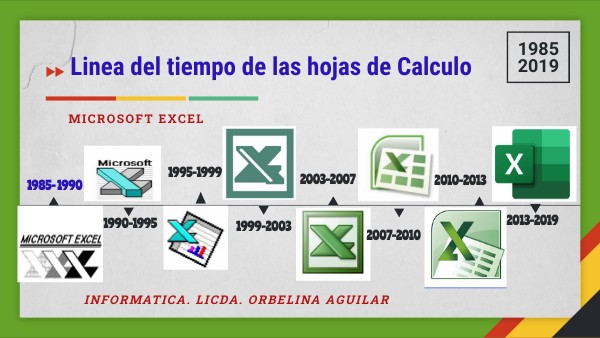 1985
2019
Linea del tiempo de las hojas de Calculo
MICROSOFT EXCEL
1985-1990
Microsoft
1990-1995
1995-1999
1999-2003
2003-2007
2007-2010
2010-2013
X
2013-2019
MICROSOFT EXCEL
INFORMATICA. LICDA. ORBELINA AGUILAR